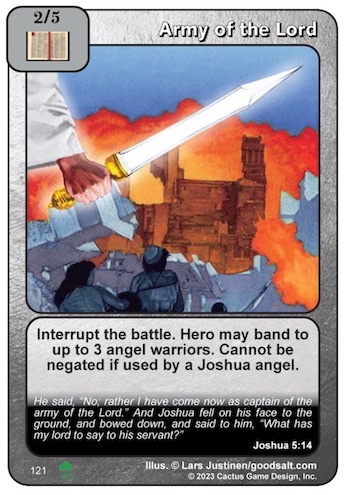 2/5
Army of the Lord
Interrupt the battle. Hero may band to
up to 3 angel warriors. Cannot be
negated if used by a Joshua angel.
He said, “No, rather I have come now as captain of the
army of the Lord.” And Joshua fell on his face to the
ground, and bowed down, and said to him, “What has
my lord to say to his servant?”
Joshua 5:14
121
Illus. © Lars Justinen/goodsalt.com
© 2023 Cactus Game Design, Inc.